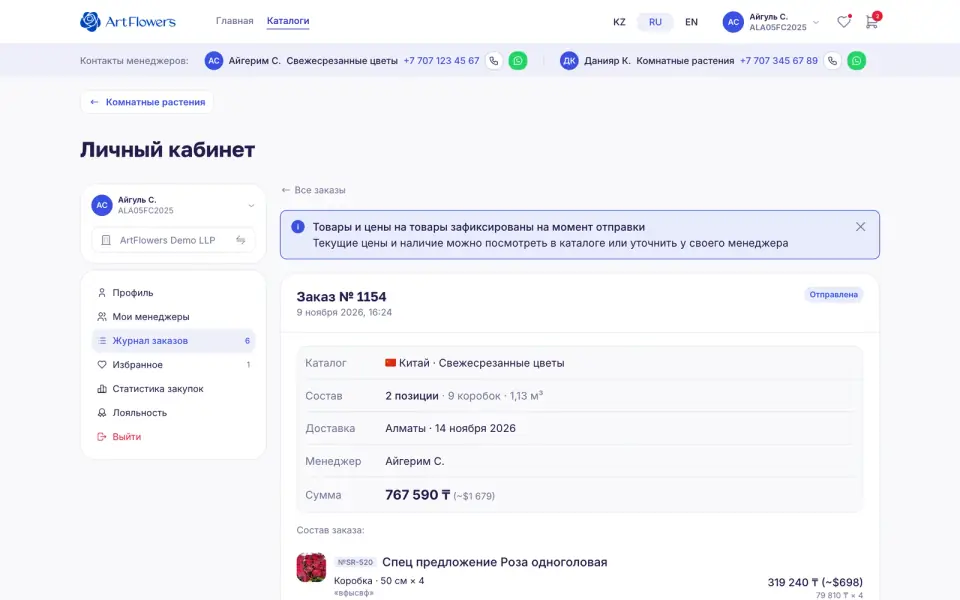 ArtFlowers Главная Каталоги KZ RU EN АС Айгуль С. ALA05FC2025 2
Контакты менеджеров: АС Айгерим С. Свежесрезанные цветы +7 707 123 45 67 ДК Данияр К. Комнатные растения +7 707 345 67 89
← Комнатные растения
Личный кабинет
АС Айгуль С.
ALA05FC2025
ArtFlowers Demo LLP
Профиль
Мои менеджеры
Журнал заказов 6
Избранное 1
Статистика закупок
Лояльность
Выйти
← Все заказы
Товары и цены на товары зафиксированы на момент отправки
Текущие цены и наличие можно посмотреть в каталоге или уточнить у своего менеджера
Заказ № 1154 Отправлена
9 ноября 2026, 16:24
Каталог Китай · Свежесрезанные цветы
Состав 2 позиции · 9 коробок · 1,13 м³
Доставка Алматы · 14 ноября 2026
Менеджер Айгерим С.
Сумма 767 590 ₸ (~$1 679)
Состав заказа:
№SR-520 Спец предложение Роза одноголовая
Коробка · 50 см × 4 319 240 ₸ (~$698)
«вфысвф» 79 810 ₸ × 4